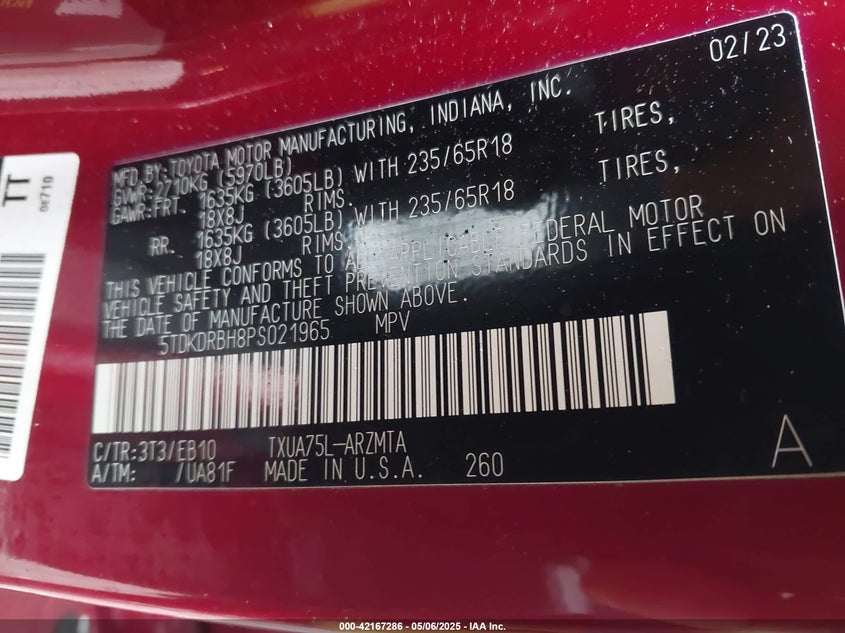 02/23
MFD.BY:TOYOTA MOTOR MANUFACTURING, INDIANA, INC.
GVWR:2710KG (5970LB)
GAWR:FRT. 1635KG (3605LB) WITH 235/65R18 TIRES,
18X8J RIMS.
RR. 1635KG (3605LB) WITH 235/65R18 TIRES,
18X8J RIMS.
THIS VEHICLE CONFORMS TO ALL APPLICABLE FEDERAL MOTOR
VEHICLE SAFETY AND THEFT PREVENTION STANDARDS IN EFFECT ON
THE DATE OF MANUFACTURE SHOWN ABOVE.
5TDKDRBH8PS021965 MPV
C/TR:3T3/EB10 TXUA75L-ARZMTA
A/TM: /UA81F MADE IN U.S.A. 260
A
TT
000-42167286 - 05/06/2025 - IAA Inc.